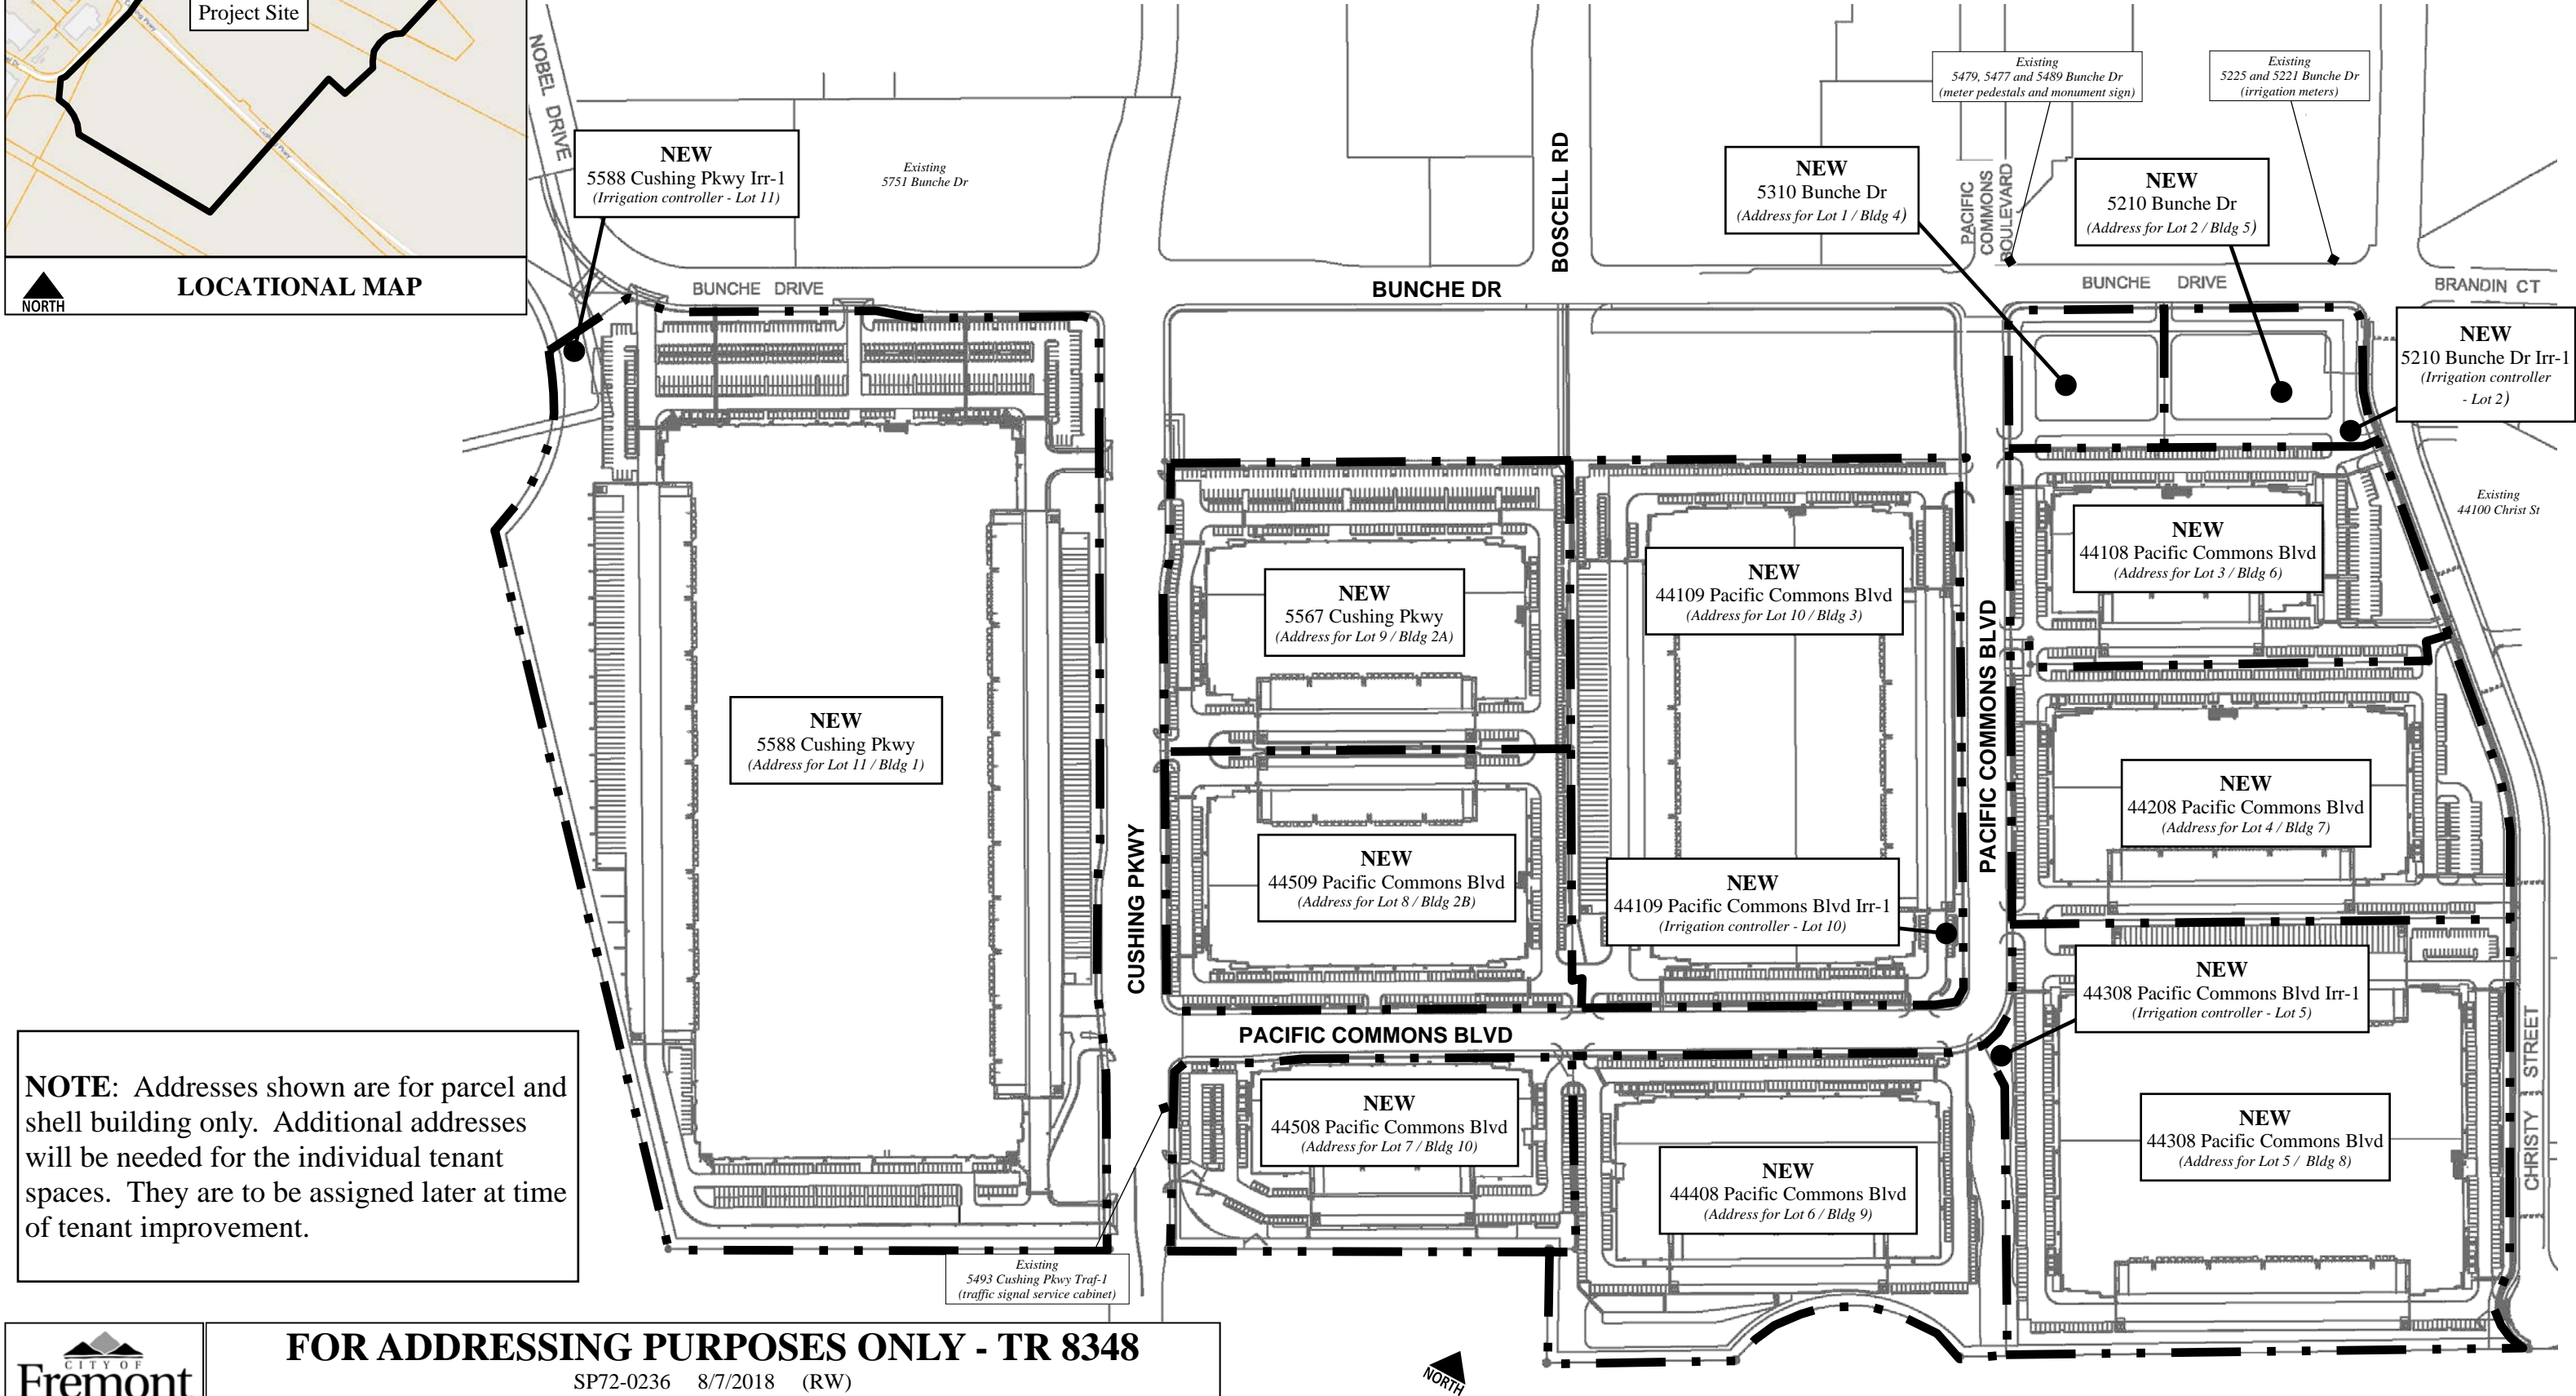 Project Site
NORTH
LOCATIONAL MAP
NOBEL DRIVE
NEW
5588 Cushing Pkwy Irr-1
(Irrigation controller - Lot 11)
Existing
5751 Bunche Dr
BOSCELL RD
Existing
5479, 5477 and 5489 Bunche Dr
(meter pedestals and monument sign)
Existing
5225 and 5221 Bunche Dr
(irrigation meters)
NEW
5310 Bunche Dr
(Address for Lot 1 / Bldg 4)
PACIFIC
COMMONS
BOULEVARD
NEW
5210 Bunche Dr
(Address for Lot 2 / Bldg 5)
BUNCHE DRIVE
BUNCHE DR
BUNCHE DRIVE
BRANDIN CT
NEW
5210 Bunche Dr Irr-1
(Irrigation controller
- Lot 2)
Existing
44100 Christ St
NEW
44108 Pacific Commons Blvd
(Address for Lot 3 / Bldg 6)
NEW
5567 Cushing Pkwy
(Address for Lot 9 / Bldg 2A)
NEW
44109 Pacific Commons Blvd
(Address for Lot 10 / Bldg 3)
PACIFIC COMMONS BLVD
NEW
5588 Cushing Pkwy
(Address for Lot 11 / Bldg 1)
NEW
44208 Pacific Commons Blvd
(Address for Lot 4 / Bldg 7)
CUSHING PKWY
NEW
44509 Pacific Commons Blvd
(Address for Lot 8 / Bldg 2B)
NEW
44109 Pacific Commons Blvd Irr-1
(Irrigation controller - Lot 10)
NEW
44308 Pacific Commons Blvd Irr-1
(Irrigation controller - Lot 5)
PACIFIC COMMONS BLVD
CHRISTY STREET
NOTE: Addresses shown are for parcel and
shell building only. Additional addresses
will be needed for the individual tenant
spaces. They are to be assigned later at time
of tenant improvement.
NEW
44508 Pacific Commons Blvd
(Address for Lot 7 / Bldg 10)
NEW
44408 Pacific Commons Blvd
(Address for Lot 6 / Bldg 9)
NEW
44308 Pacific Commons Blvd
(Address for Lot 5 / Bldg 8)
Existing
5493 Cushing Pkwy Traf-1
(traffic signal service cabinet)
CITY OF
Fremont
FOR ADDRESSING PURPOSES ONLY - TR 8348
SP72-0236 8/7/2018 (RW)
NORTH